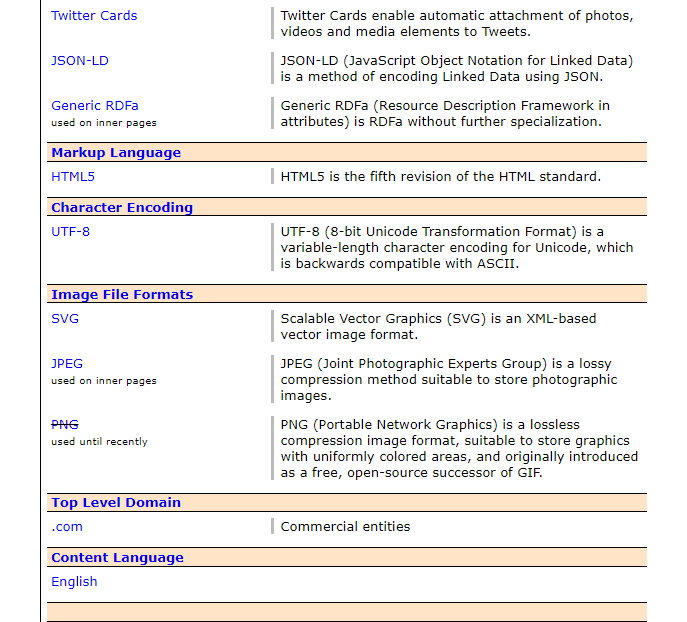 Twitter Cards
Twitter Cards enable automatic attachment of photos,
videos and media elements to Tweets.
JSON-LD
JSON-LD (JavaScript Object Notation for Linked Data)
is a method of encoding Linked Data using JSON.
Generic RDFa
used on inner pages
Generic RDFa (Resource Description Framework in
attributes) is RDFa without further specialization.
Markup Language
HTML5
HTML5 is the fifth revision of the HTML standard.
Character Encoding
UTF-8
UTF-8 (8-bit Unicode Transformation Format) is a
variable-length character encoding for Unicode, which
is backwards compatible with ASCII.
Image File Formats
SVG
Scalable Vector Graphics (SVG) is an XML-based
vector image format.
JPEG
used on inner pages
JPEG (Joint Photographic Experts Group) is a lossy
compression method suitable to store photographic
images.
PNG
used until recently
PNG (Portable Network Graphics) is a lossless
compression image format, suitable to store graphics
with uniformly colored areas, and originally introduced
as a free, open-source successor of GIF.
Top Level Domain
.com
Commercial entities
Content Language
English